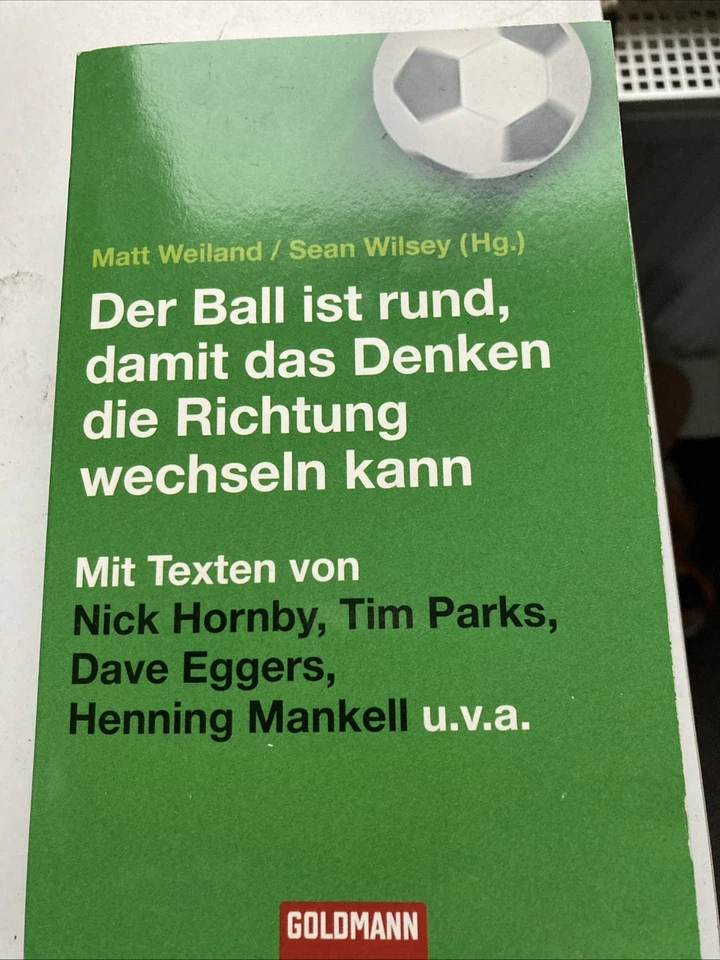 Matt Weiland / Sean Wilsey (Hg.)
Der Ball ist rund,
damit das Denken
die Richtung
wechseln kann
Mit Texten von
Nick Hornby, Tim Parks,
Dave Eggers,
Henning Mankell u.v.a.
GOLDMANN